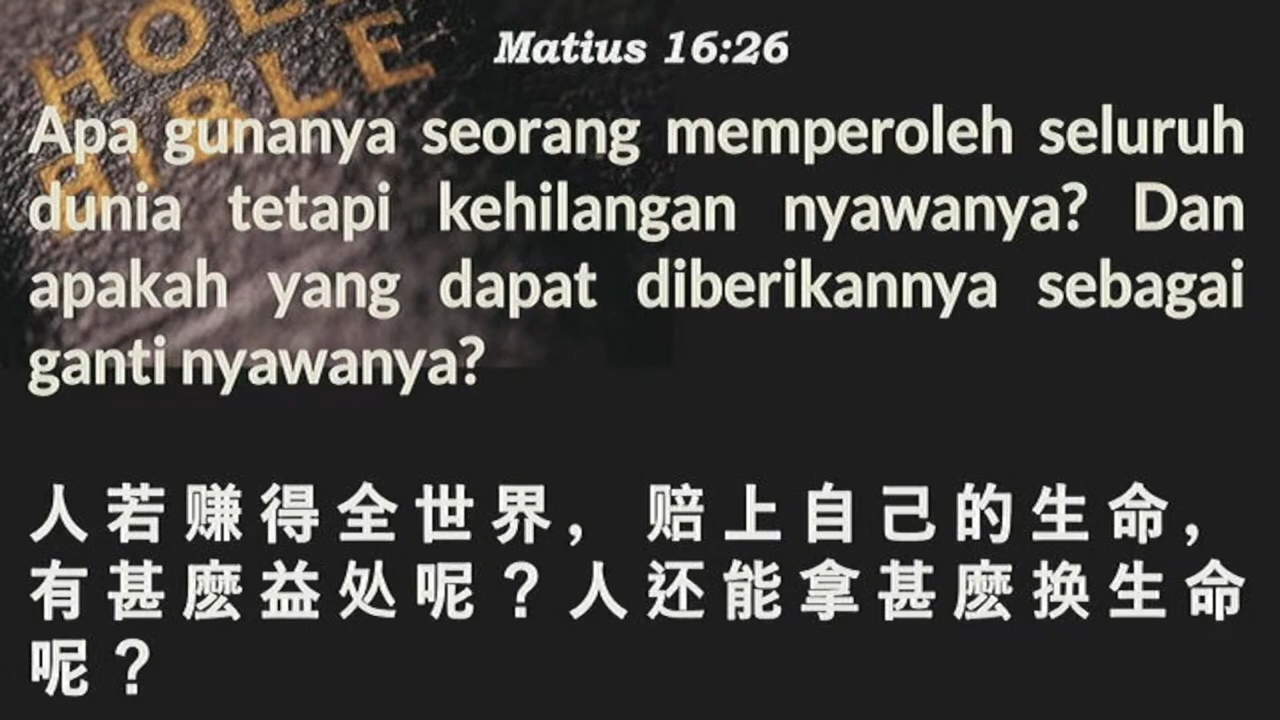 HOLY
BIBLE
Matius 16:26
Apa gunanya seorang memperoleh seluruh
dunia tetapi kehilangan nyawanya? Dan
apakah yang dapat diberikannya sebagai
ganti nyawanya?
人若赚得全世界，赔上自己的生命，
有甚麽益处呢？人还能拿甚麽换生命
呢？